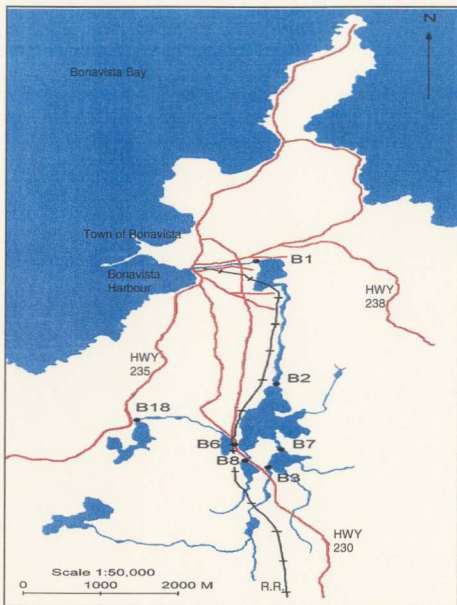 N
Bonavista Bay
Town of Bonavista
Bonavista
Harbour
B1
HWY
238
HWY
235
B2
B18
B6
B7
B8
B3
HWY
230
Scale 1:50,000
0 1000 2000 M
R.R.